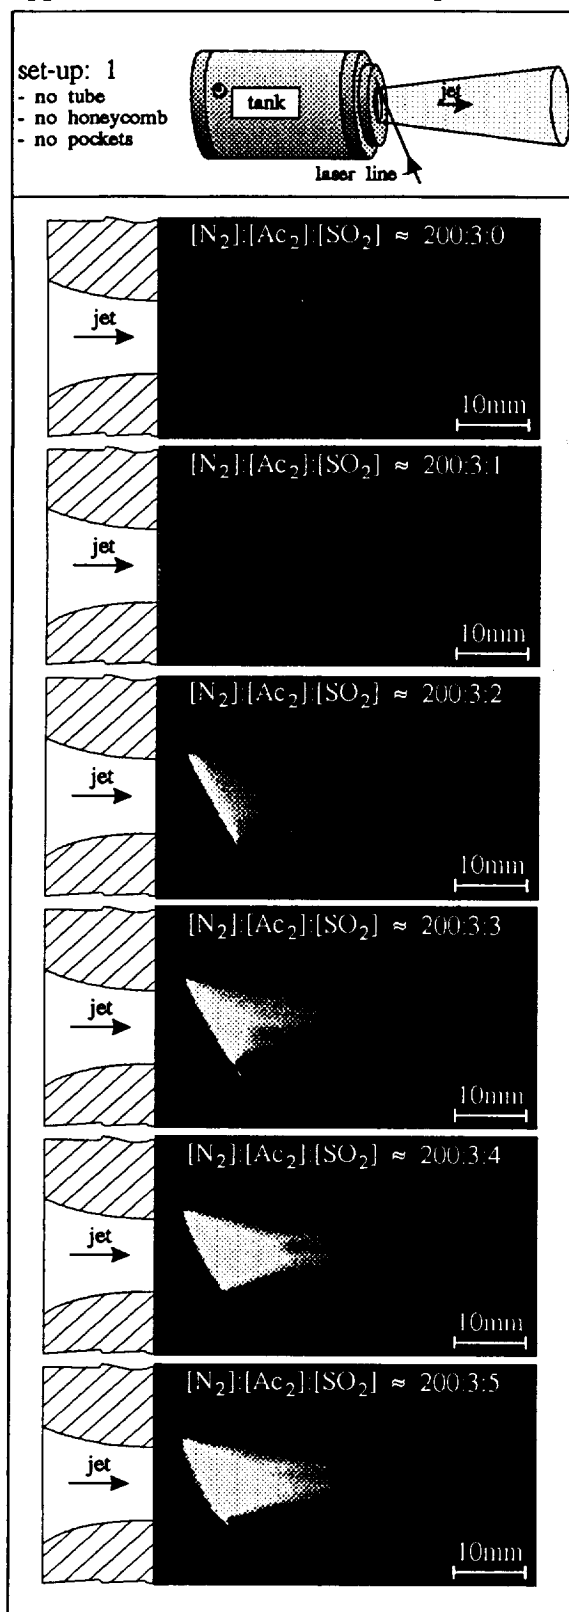 set-up: 1
- no tube
- no honeycomb
- no pockets
tank
jet
laser line
[N₂]:[Ac₂]:[SO₂] ≈ 200:3:0
jet
10mm
[N₂]:[Ac₂]:[SO₂] ≈ 200:3:1
jet
10mm
[N₂]:[Ac₂]:[SO₂] ≈ 200:3:2
jet
10mm
[N₂]:[Ac₂]:[SO₂] ≈ 200:3:3
jet
10mm
[N₂]:[Ac₂]:[SO₂] ≈ 200:3:4
jet
10mm
[N₂]:[Ac₂]:[SO₂] ≈ 200:3:5
jet
10mm